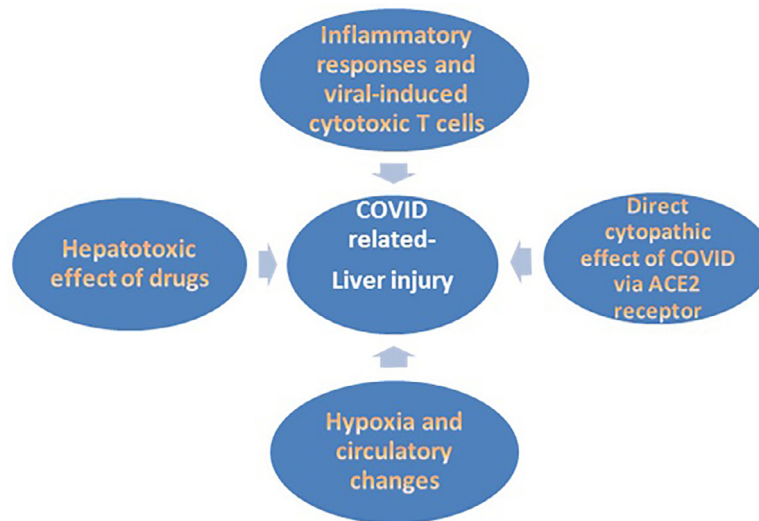 Inflammatory
responses and
viral-induced
cytotoxic T cells
Hepatotoxic
effect of drugs
COVID
related-
Liver injury
Direct
cytopathic
effect of COVID
via ACE2
receptor
Hypoxia and
circulatory
changes